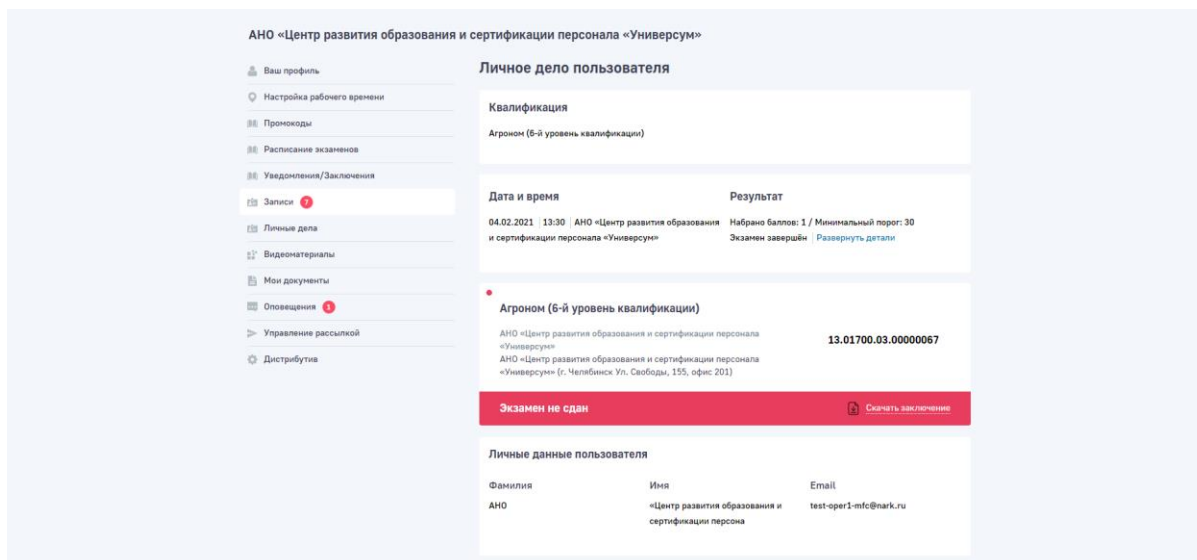 АНО «Центр развития образования и сертификации персонала «Универсум»
Ваш профиль
Настройка рабочего времени
Промокоды
Расписание экзаменов
Уведомления/Заключения
Записи 7
Личные дела
Видеоматериалы
Мои документы
Оповещения 1
Управление рассылкой
Дистрибутив
Личное дело пользователя
Квалификация
Агроном (6-й уровень квалификации)
Дата и время
04.02.2021 | 13:30 | АНО «Центр развития образования
и сертификации персонала «Универсум»
Результат
Набрано баллов: 1 / Минимальный порог: 30
Экзамен завершён | Развернуть детали
Агроном (6-й уровень квалификации)
АНО «Центр развития образования и сертификации персонала
«Универсум»
АНО «Центр развития образования и сертификации персонала
«Универсум» (г. Челябинск Ул. Свободы, 155, офис 201)
13.01700.03.00000067
Экзамен не сдан
Скачать заключение
Личные данные пользователя
Фамилия
АНО
Имя
«Центр развития образования и
сертификации персона
Email
test-oper1-mfc@nark.ru